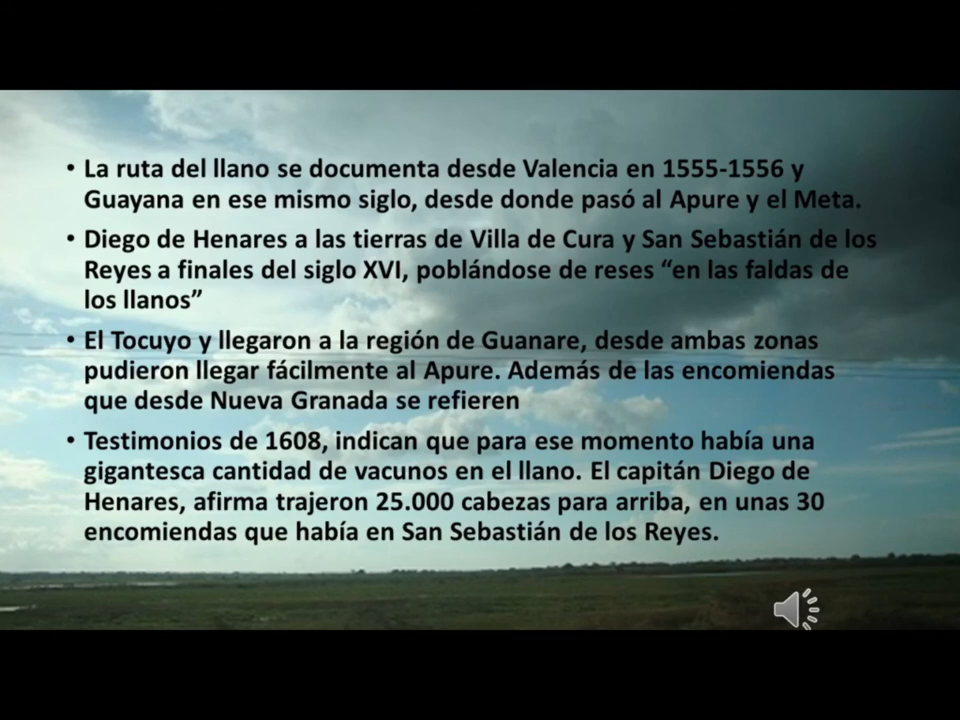 • La ruta del llano se documenta desde Valencia en 1555-1556 y
Guayana en ese mismo siglo, desde donde pasó al Apure y el Meta.
• Diego de Henares a las tierras de Villa de Cura y San Sebastián de los
Reyes a finales del siglo XVI, poblándose de reses “en las faldas de
los llanos”
• El Tocuyo y llegaron a la región de Guanare, desde ambas zonas
pudieron llegar fácilmente al Apure. Además de las encomiendas
que desde Nueva Granada se refieren
• Testimonios de 1608, indican que para ese momento había una
gigantesca cantidad de vacunos en el llano. El capitán Diego de
Henares, afirma trajeron 25.000 cabezas para arriba, en unas 30
encomiendas que había en San Sebastián de los Reyes.